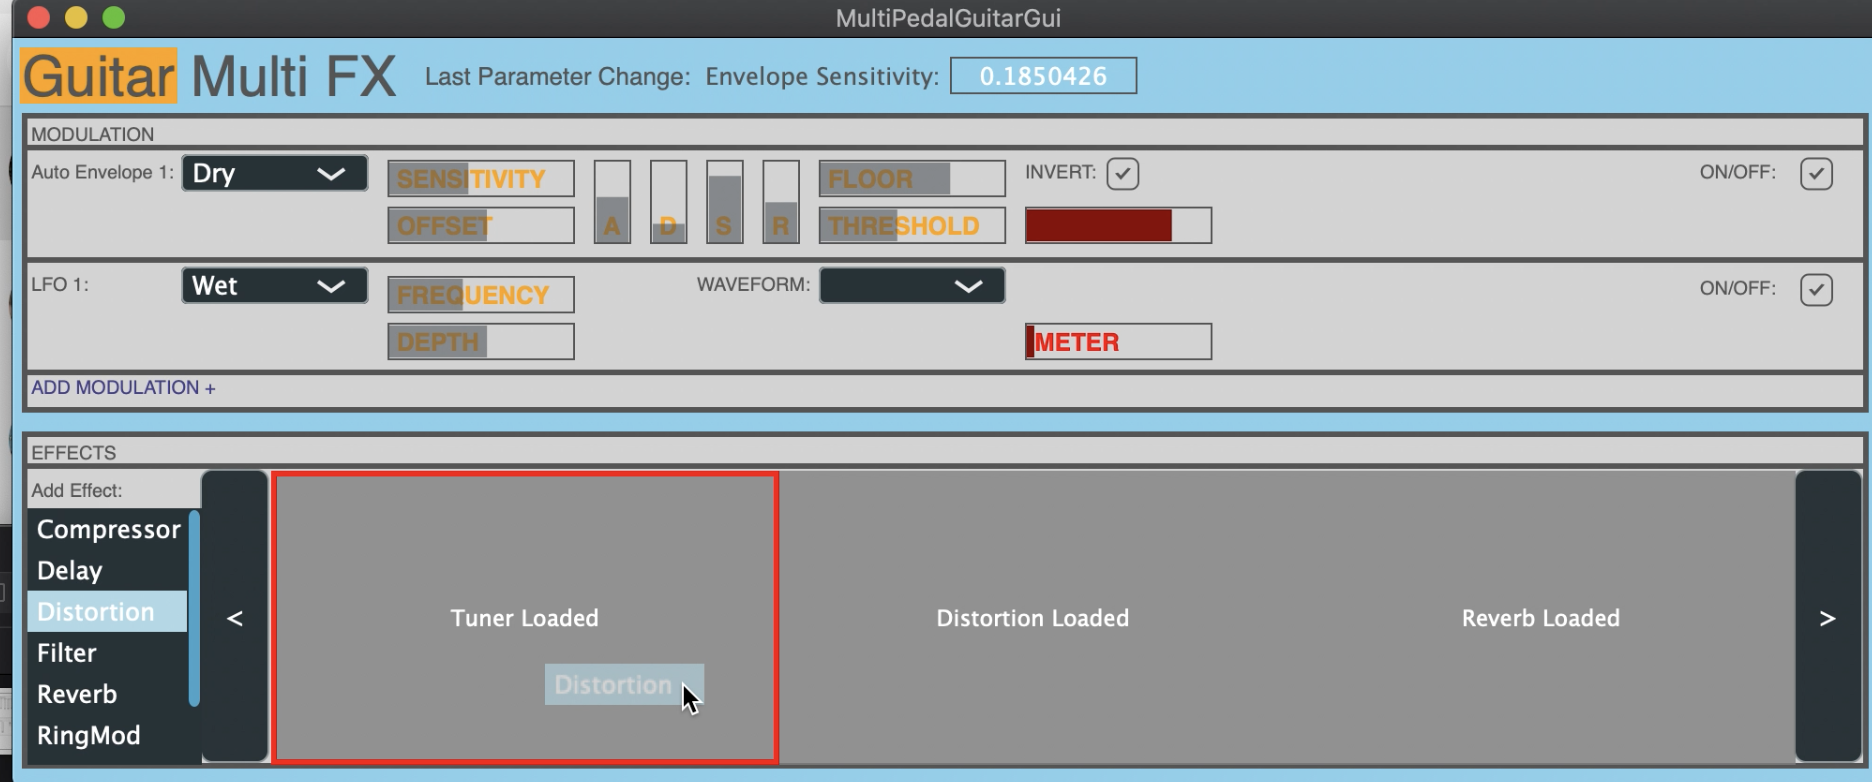 MultiPedalGuitarGui
Guitar Multi FX Last Parameter Change: Envelope Sensitivity: 0.1850426
MODULATION
Auto Envelope 1: Dry SENSITIVITY FLOOR INVERT: ON/OFF:
OFFSET A D S R THRESHOLD
LFO 1: Wet FREQUENCY WAVEFORM: ON/OFF:
DEPTH METER
ADD MODULATION +
EFFECTS
Add Effect:
Compressor
Delay
Distortion
Filter
Reverb
RingMod
<
Tuner Loaded
Distortion
Distortion Loaded
Reverb Loaded
>